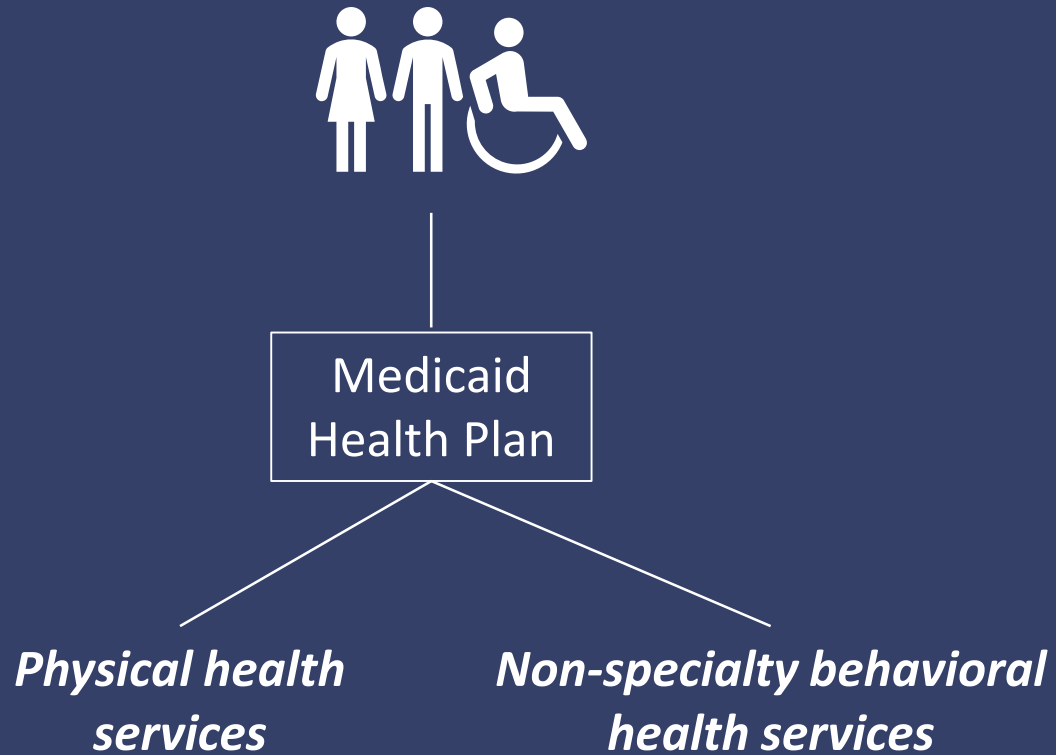 Medicaid
Health Plan
Physical health
services
Non-specialty behavioral
health services